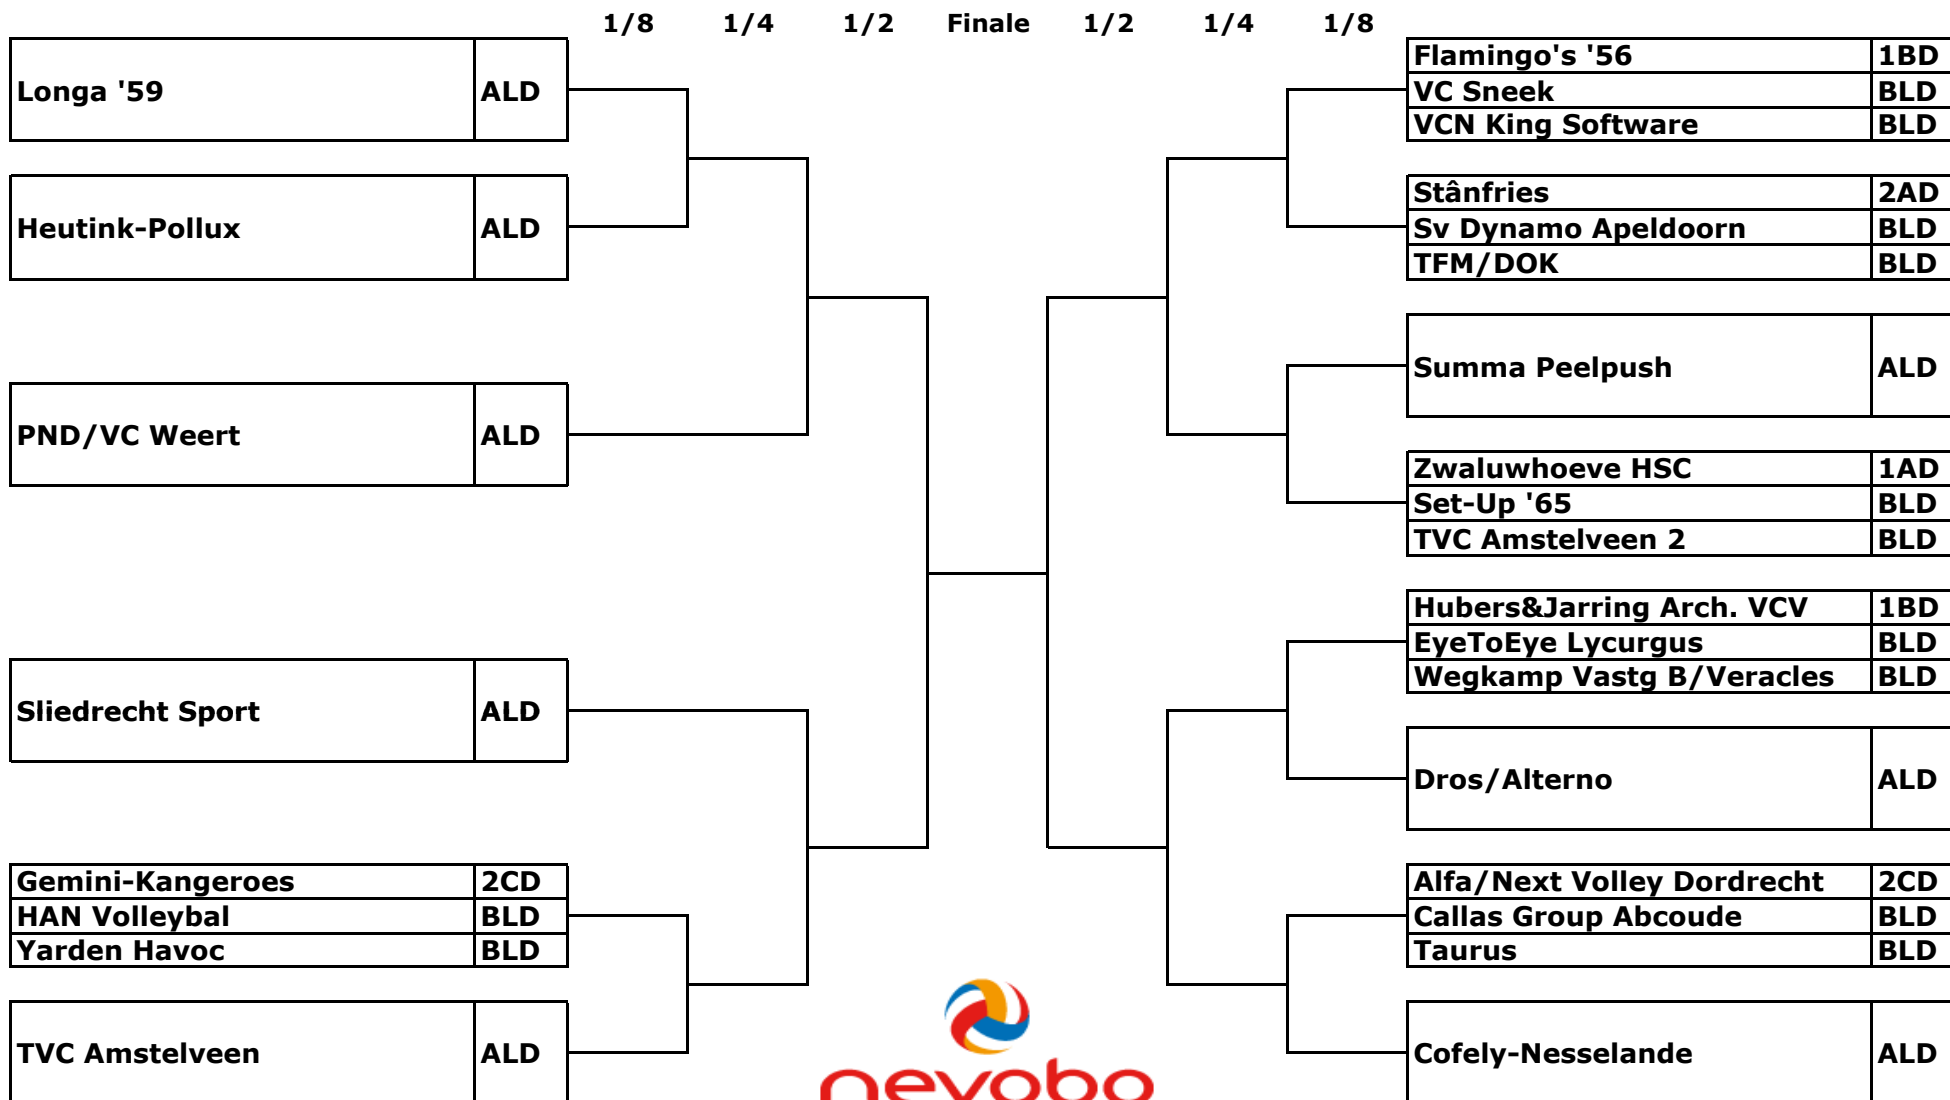 1/8 1/4 1/2 Finale 1/2 1/4 1/8
Longa '59 ALD
Heutink-Pollux ALD
PND/VC Weert ALD
Sliedrecht Sport ALD
Gemini-Kangeroes 2CD
HAN Volleybal BLD
Yarden Havoc BLD
TVC Amstelveen ALD
Flamingo's '56 1BD
VC Sneek BLD
VCN King Software BLD
Stânfries 2AD
Sv Dynamo Apeldoorn BLD
TFM/DOK BLD
Summa Peelpush ALD
Zwaluwhoeve HSC 1AD
Set-Up '65 BLD
TVC Amstelveen 2 BLD
Hubers&Jarring Arch. VCV 1BD
EyeToEye Lycurgus BLD
Wegkamp Vastg B/Veracles BLD
Dros/Alterno ALD
Alfa/Next Volley Dordrecht 2CD
Callas Group Abcoude BLD
Taurus BLD
Cofely-Nesselande ALD
nevobo